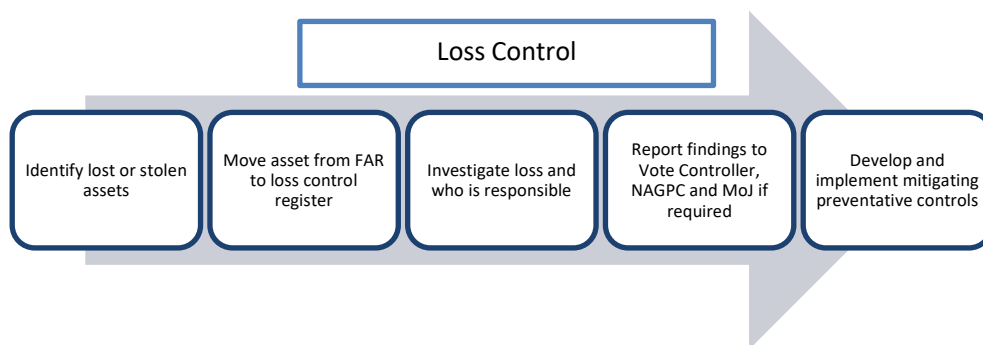 Loss Control
Identify lost or stolen
assets
Move asset from FAR
to loss control
register
Investigate loss and
who is responsible
Report findings to
Vote Controller,
NAGPC and MoJ if
required
Develop and
implement mitigating
preventative controls